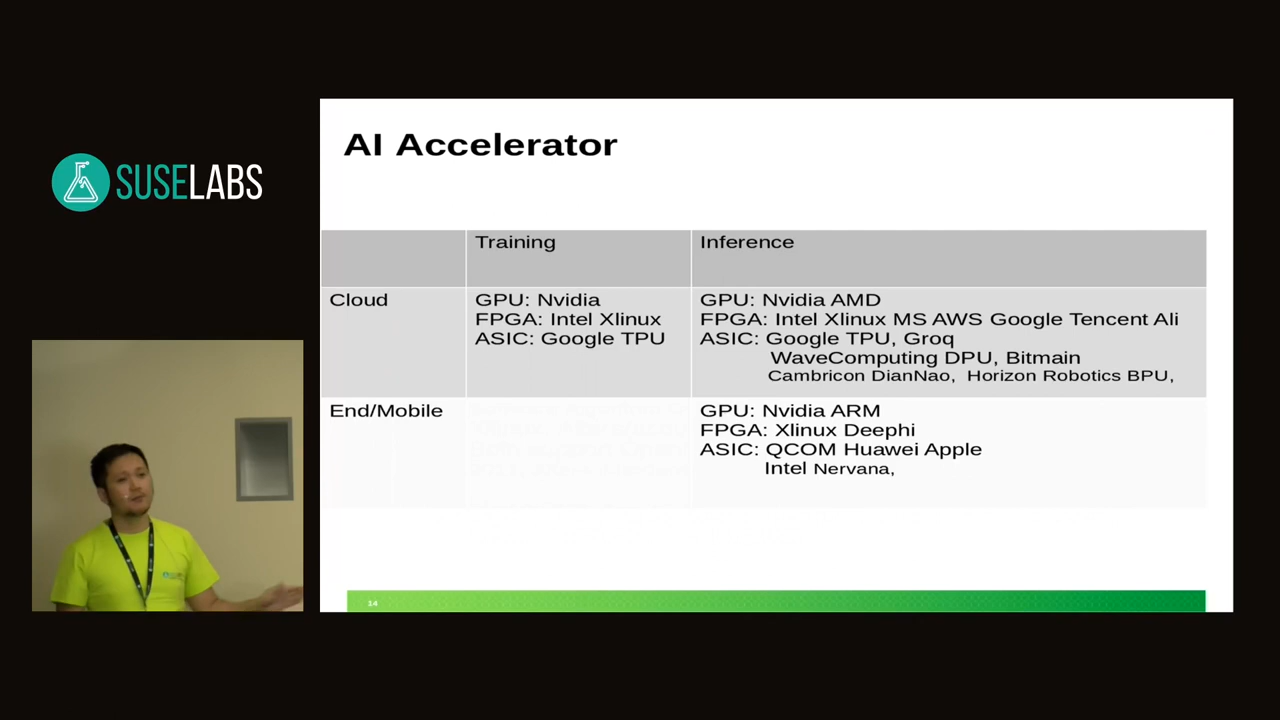 SUSELABS
AI Accelerator
Training
Inference
Cloud
GPU: Nvidia
FPGA: Intel Xlinux
ASIC: Google TPU
GPU: Nvidia AMD
FPGA: Intel Xlinux MS AWS Google Tencent Ali
ASIC: Google TPU, Groq
WaveComputing DPU, Bitmain
Cambricon DianNao, Horizon Robotics BPU,
End/Mobile
GPU: Nvidia ARM
FPGA: Xlinux Deephi
ASIC: QCOM Huawei Apple
Intel Nervana,
14